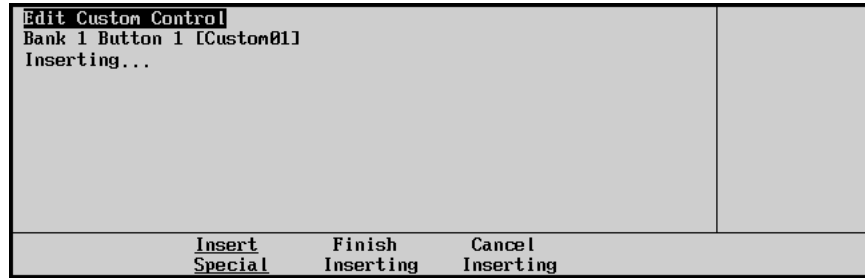 Edit Custom Control
Bank 1 Button 1 [Custom01]
Inserting...
Insert Finish Cancel
Special Inserting Inserting